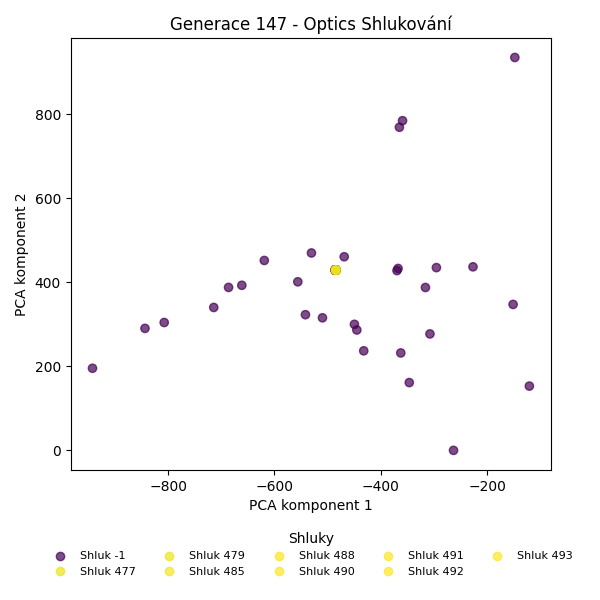 Generace 147 - Optics Shlukování
PCA komponent 2
800
600
400
200
0
−800 −600 −400 −200
PCA komponent 1
Shluky
Shluk -1 Shluk 479 Shluk 488 Shluk 491 Shluk 493
Shluk 477 Shluk 485 Shluk 490 Shluk 492